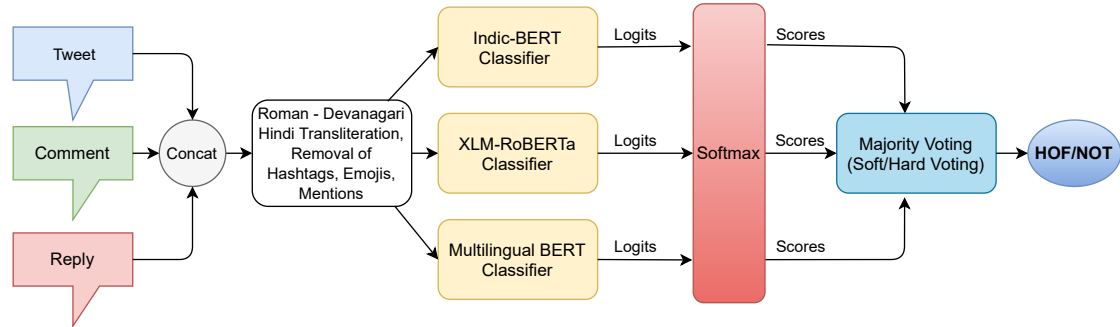 Tweet
Comment
Reply
Concat
Roman - Devanagari
Hindi Transliteration,
Removal of
Hashtags, Emojis,
Mentions
Indic-BERT
Classifier
XLM-RoBERTa
Classifier
Multilingual BERT
Classifier
Logits
Logits
Logits
Softmax
Scores
Scores
Scores
Majority Voting
(Soft/Hard Voting)
HOF/NOT